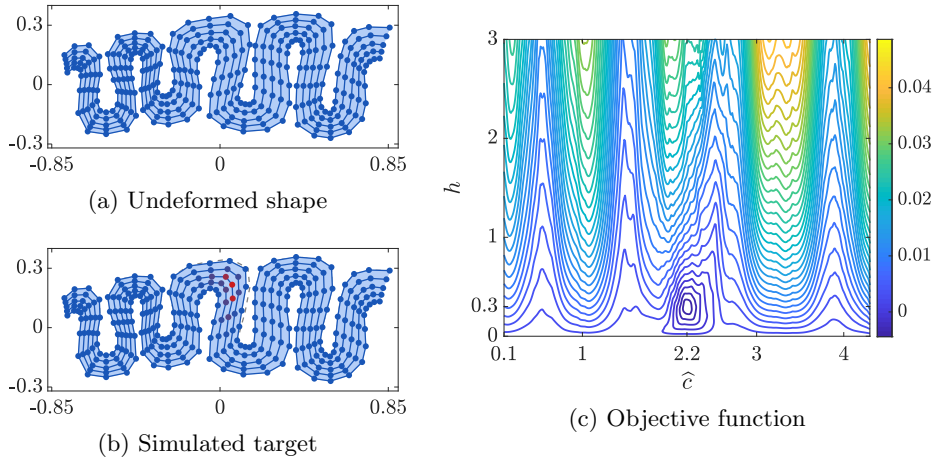 0.3
0
-0.3
-0.85 0 0.85
(a) Undeformed shape
0.3
0
-0.3
-0.85 0 0.85
(b) Simulated target
3
2
h
1
0.3
0
0.1 1 2.2 3 4
ĉ
0.04
0.03
0.02
0.01
0
(c) Objective function